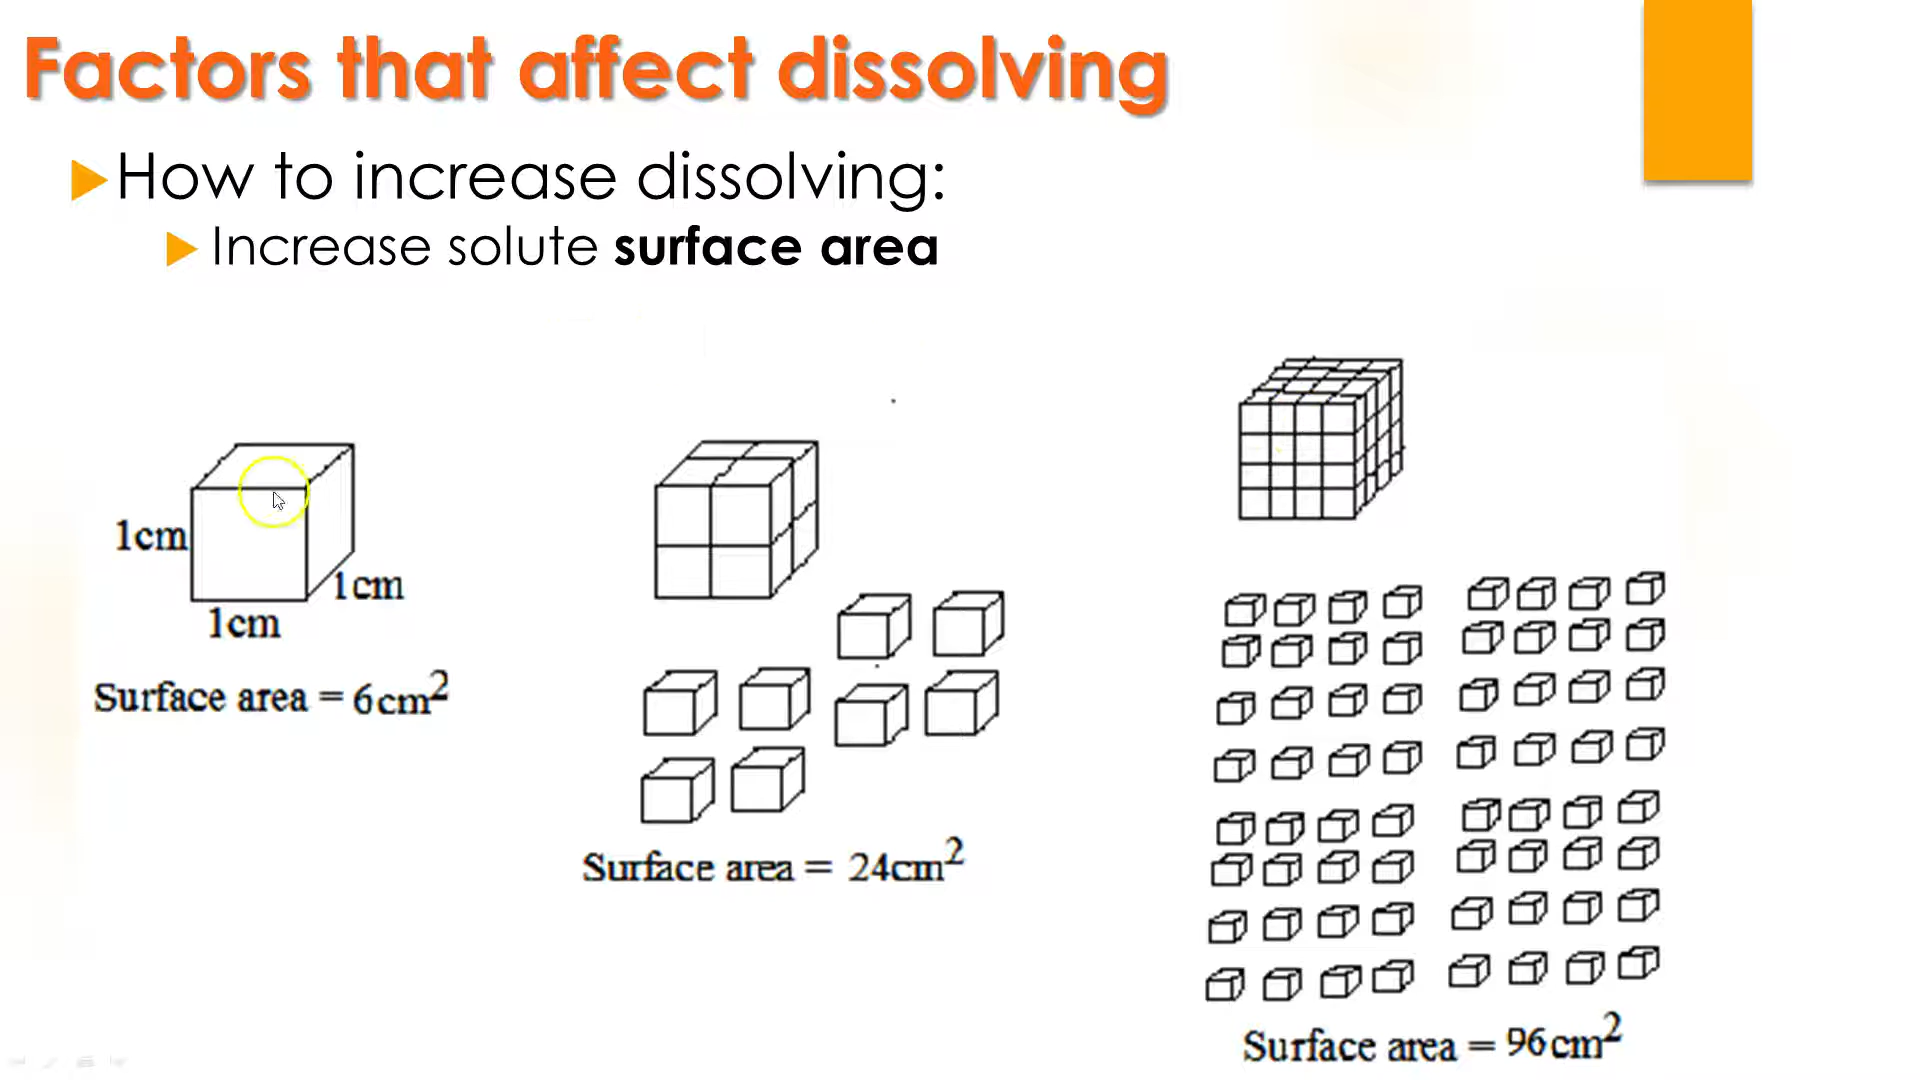 Factors that affect dissolving
How to increase dissolving:
Increase solute surface area
1cm
1cm
1cm
Surface area = 6cm²
Surface area = 24cm²
Surface area = 96cm²